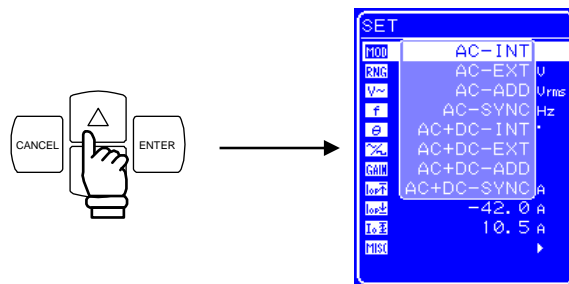 SET
CANCEL
ENTER
MOD AC-INT
RNG AC-EXT V
V~ AC-ADD Vrms
f AC-SYNC Hz
θ AC+DC-INT °
AC+DC-EXT
GAIN AC+DC-ADD
AC+DC-SYNC A
-42.0 A
10.5 A
MISC